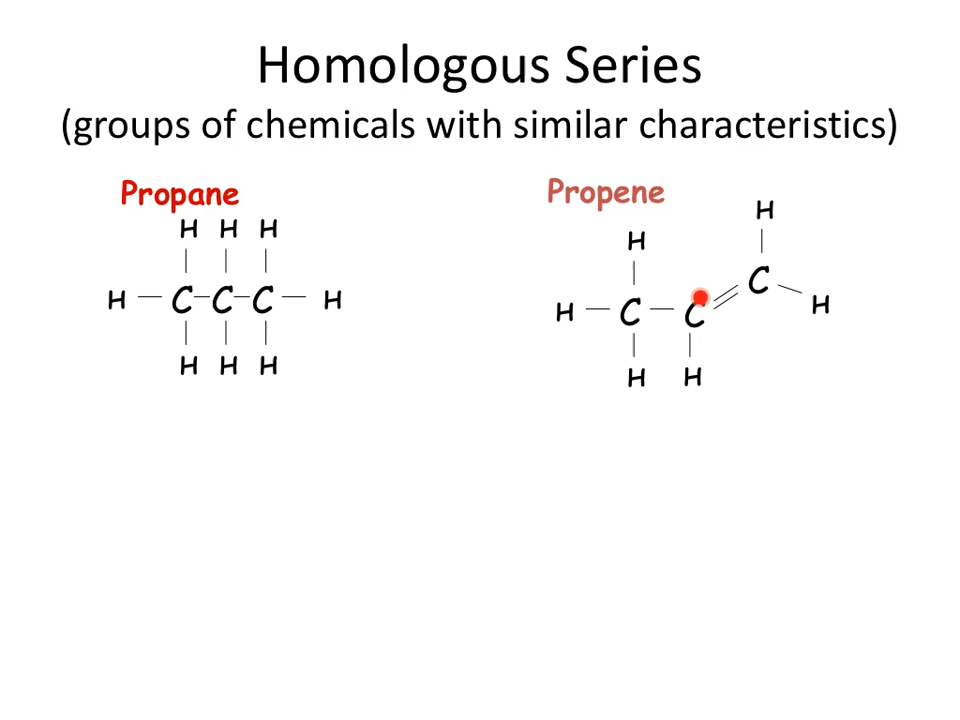 Homologous Series
(groups of chemicals with similar characteristics)
Propane
H H H
H C C C H
H H H
Propene
H
H
C
H C C H
H H